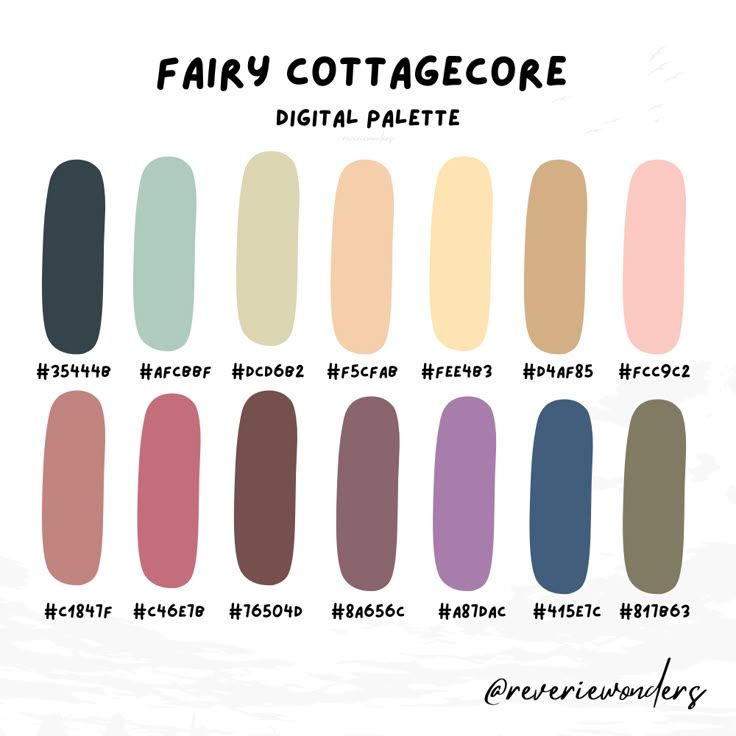 FAIRY COTTAGECORE
DIGITAL PALETTE
reveriewonders
#35444B #AFCBBF #DCD6B2 #F5CFAB #FEE4B3 #D4AF85 #FCC9C2
#C1847F #C46E7B #76504D #8A656C #A87DAC #415E7C #817B63
@reveriewonders